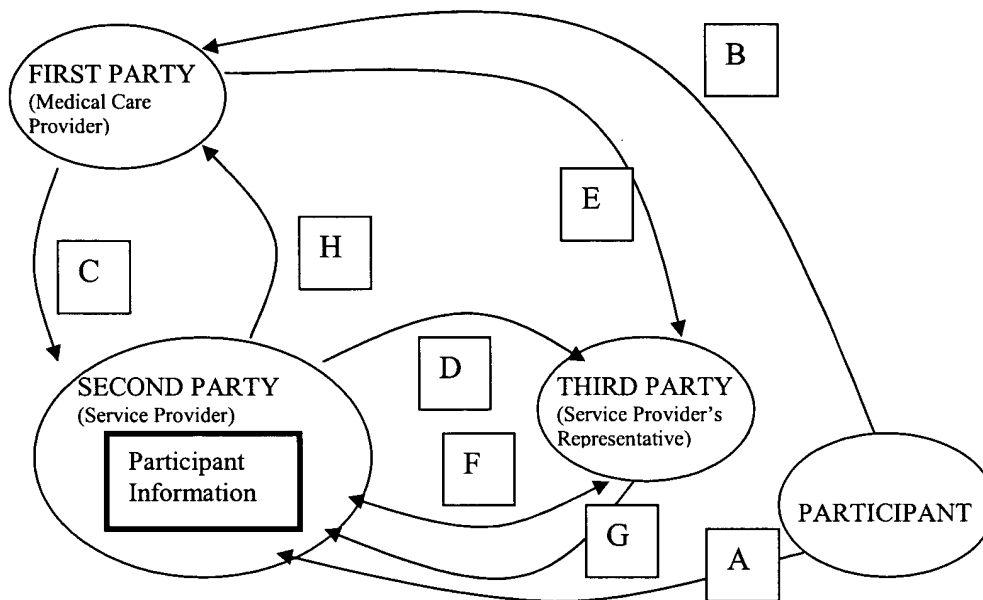 B
FIRST PARTY
(Medical Care
Provider)
E
H
C
D
SECOND PARTY
(Service Provider)
THIRD PARTY
(Service Provider's
Representative)
Participant
Information
F
PARTICIPANT
G
A